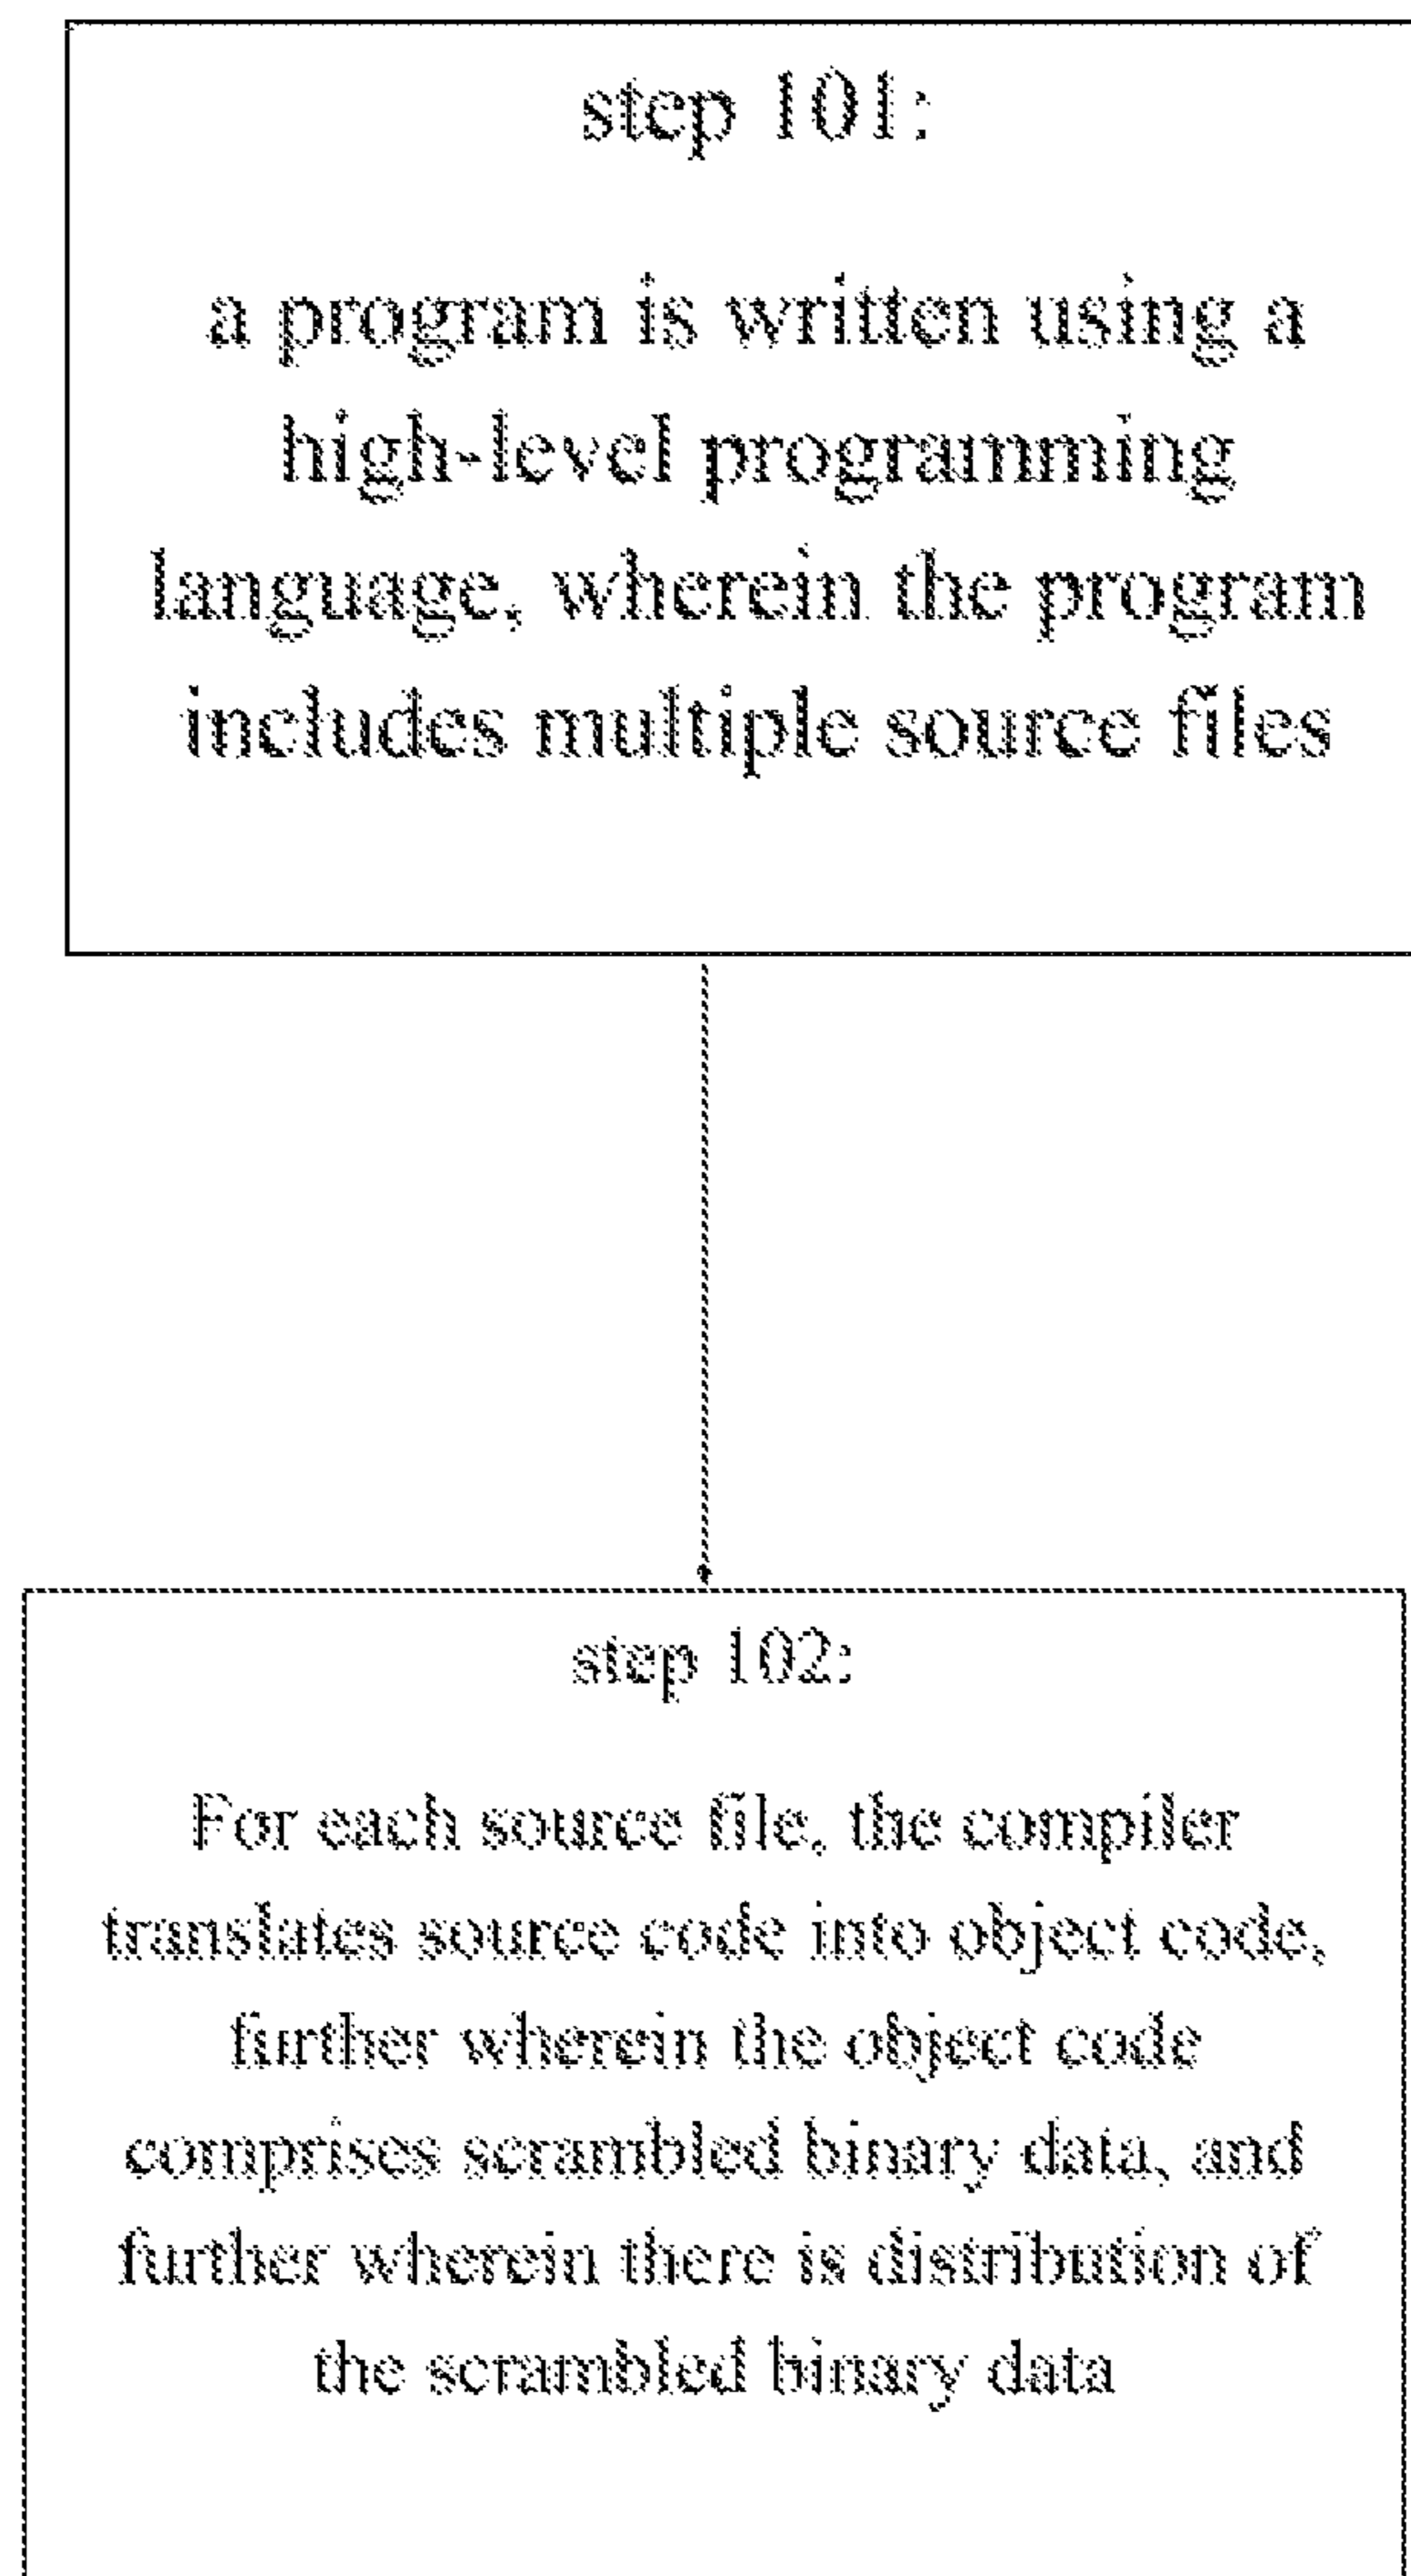 step 101:
a program is written using a
high-level programming
language, wherein the program
includes multiple source files
step 102:
For each source file, the compiler
translates source code into object code,
further wherein the object code
comprises scrambled binary data, and
further wherein there is distribution of
the scrambled binary data